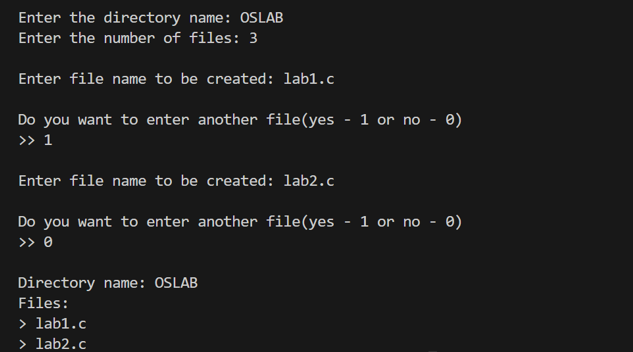 Enter the directory name: OSLAB
Enter the number of files: 3
Enter file name to be created: lab1.c
Do you want to enter another file(yes - 1 or no - 0)
>> 1
Enter file name to be created: lab2.c
Do you want to enter another file(yes - 1 or no - 0)
>> 0
Directory name: OSLAB
Files:
> lab1.c
> lab2.c